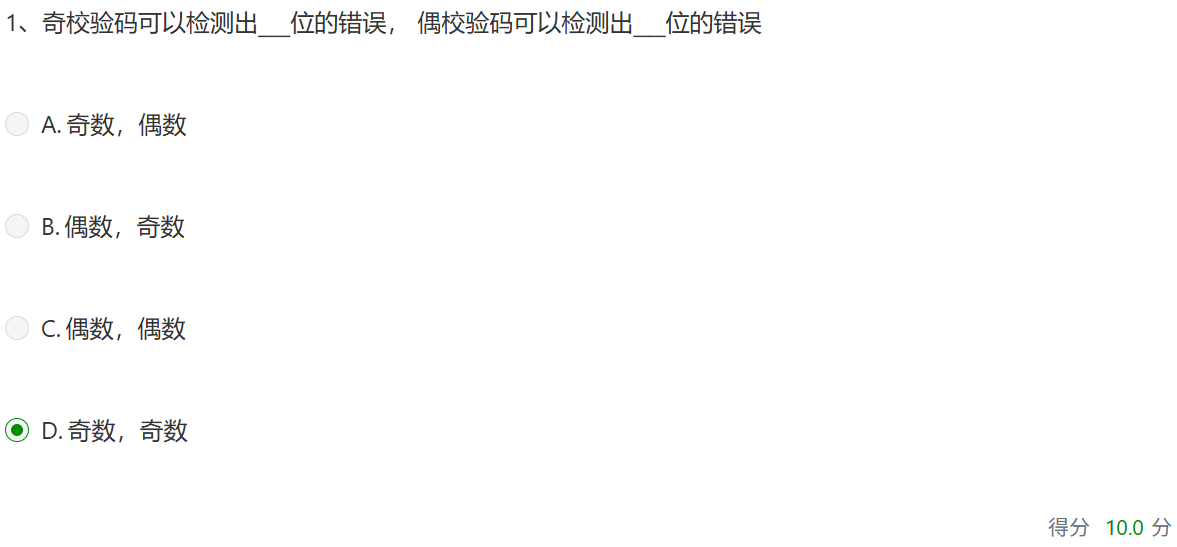 1、奇校验码可以检测出___位的错误， 偶校验码可以检测出___位的错误
A. 奇数，偶数
B. 偶数，奇数
C. 偶数，偶数
D. 奇数，奇数
得分 10.0 分